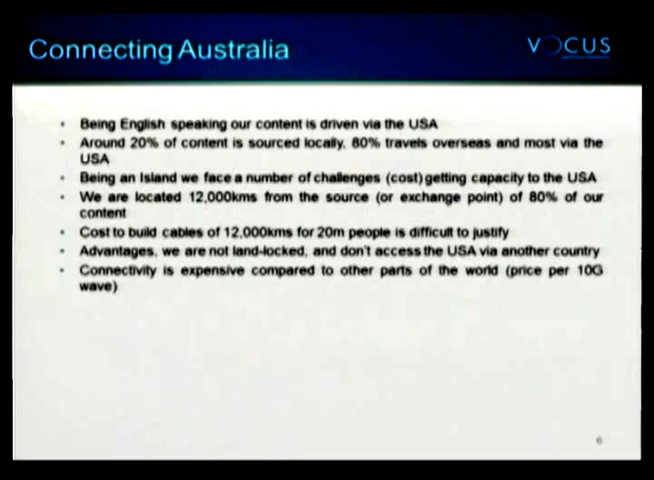 Connecting Australia
VOCUS
• Being English speaking our content is driven via the USA
• Around 20% of content is sourced locally, 80% travels overseas and most via the
USA
• Being an Island we face a number of challenges (cost) getting capacity to the USA
• We are located 12,000kms from the source (or exchange point) of 80% of our
content
• Cost to build cables of 12,000kms for 20m people is difficult to justify
• Advantages, we are not land-locked, and don't access the USA via another country
• Connectivity is expensive compared to other parts of the world (price per 10G
wave)
6